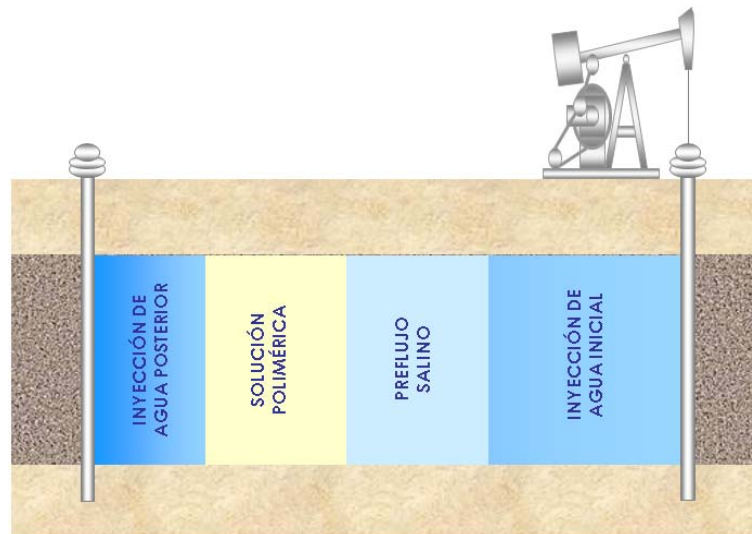 INYECCIÓN DE
AGUA POSTERIOR
SOLUCIÓN
POLIMÉRICA
PREFLUJO
SALINO
INYECCIÓN DE
AGUA INICIAL